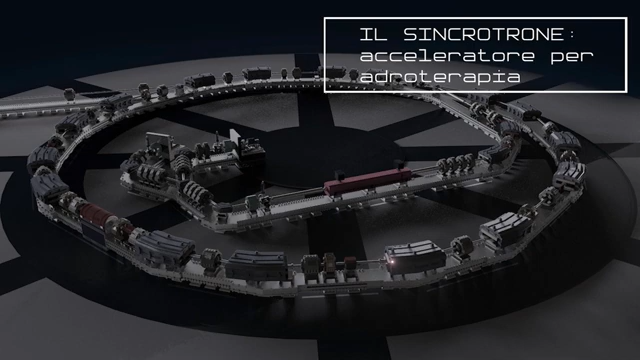 IL SINCROTRONE:
acceleratore per
adroterapia